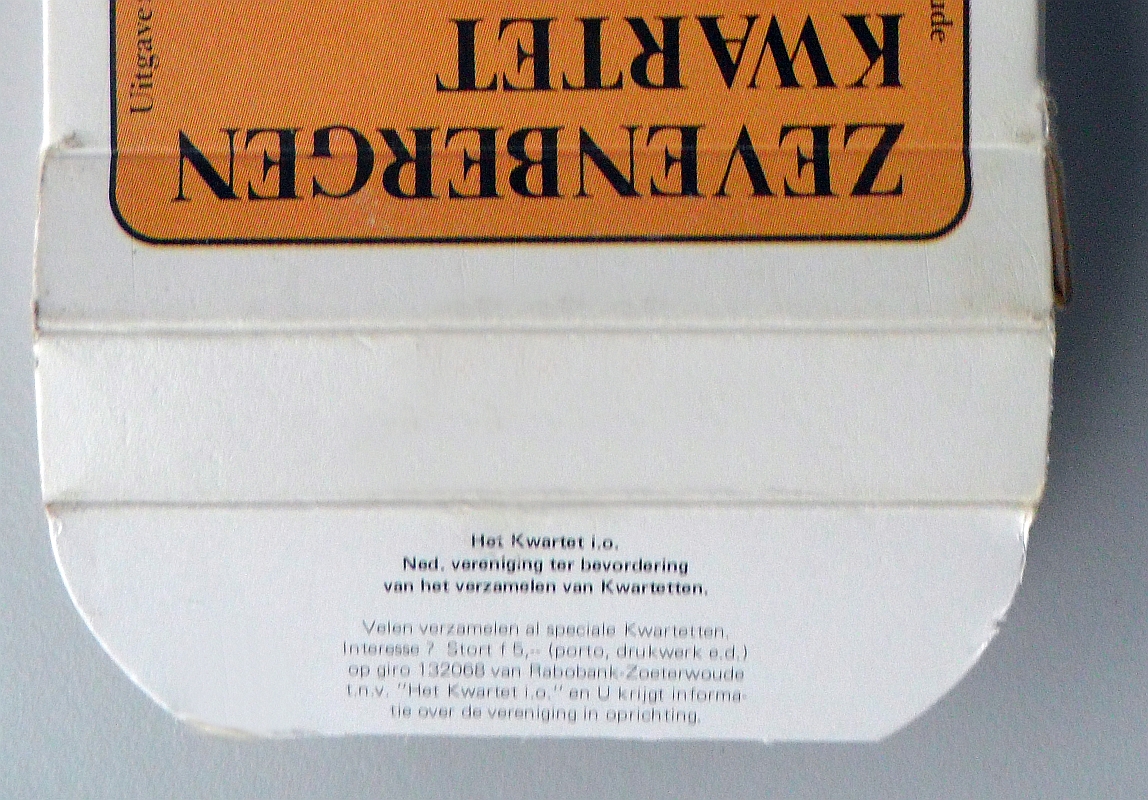 ZEVENBERGEN
KWARTET
Uitgave
Het Kwartet i.o.
Ned. vereniging ter bevordering
van het verzamelen van Kwartetten.
Velen verzamelen al speciale Kwartetten.
Interesse ? Stort f 5,-- (porto, drukwerk e.d.)
op giro 132068 van Rabobank-Zoeterwoude
t.n.v. "Het Kwartet i.o." en U krijgt informa-
tie over de vereniging in oprichting.